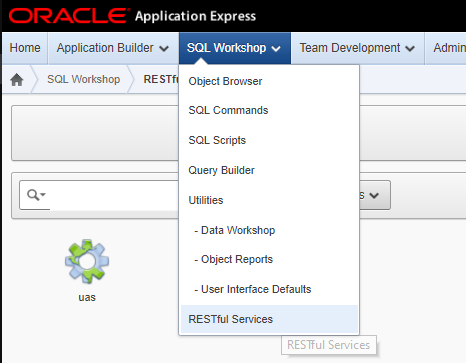 ORACLE Application Express
Home Application Builder SQL Workshop Team Development Admin
SQL Workshop RESTfu
Object Browser
SQL Commands
SQL Scripts
Query Builder
s
Utilities
- Data Workshop
- Object Reports
- User Interface Defaults
uas
RESTful Services
RESTful Services